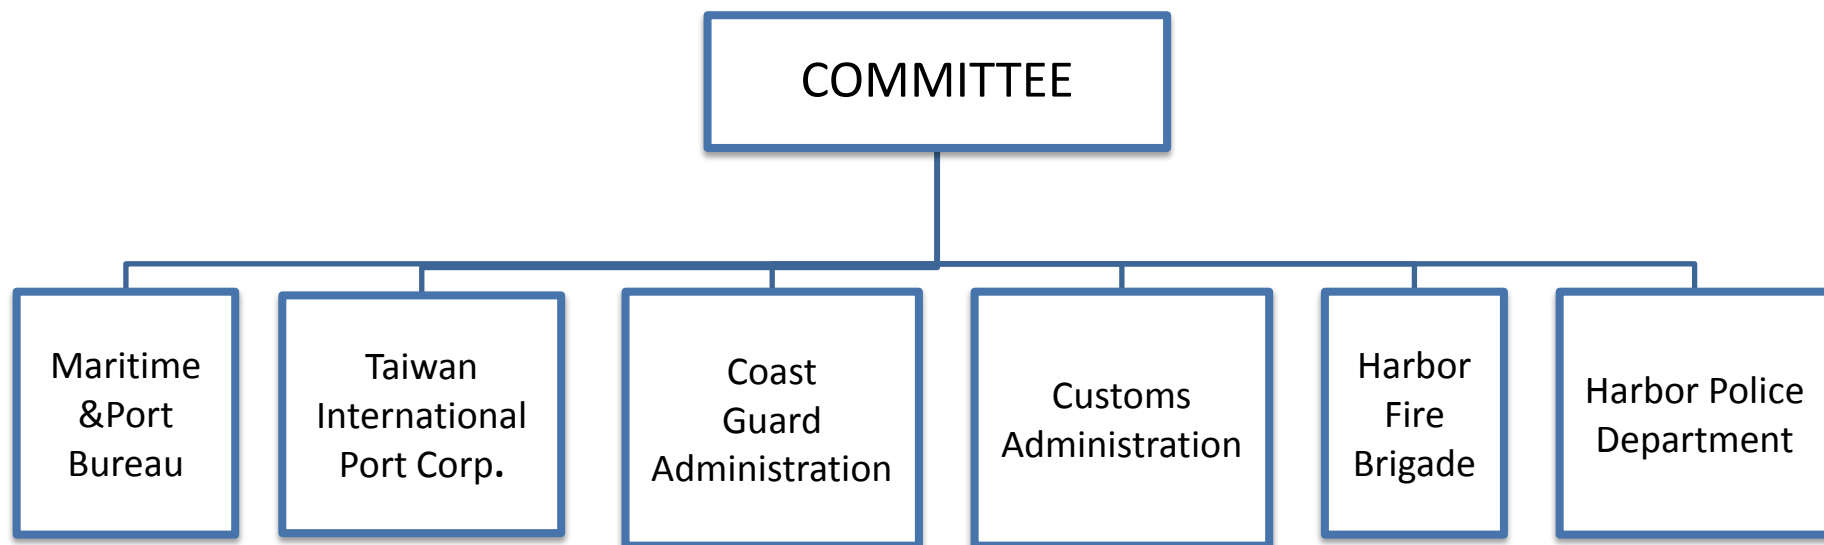 COMMITTEE
Maritime
&Port
Bureau
Taiwan
International
Port Corp.
Coast
Guard
Administration
Customs
Administration
Harbor
Fire
Brigade
Harbor Police
Department